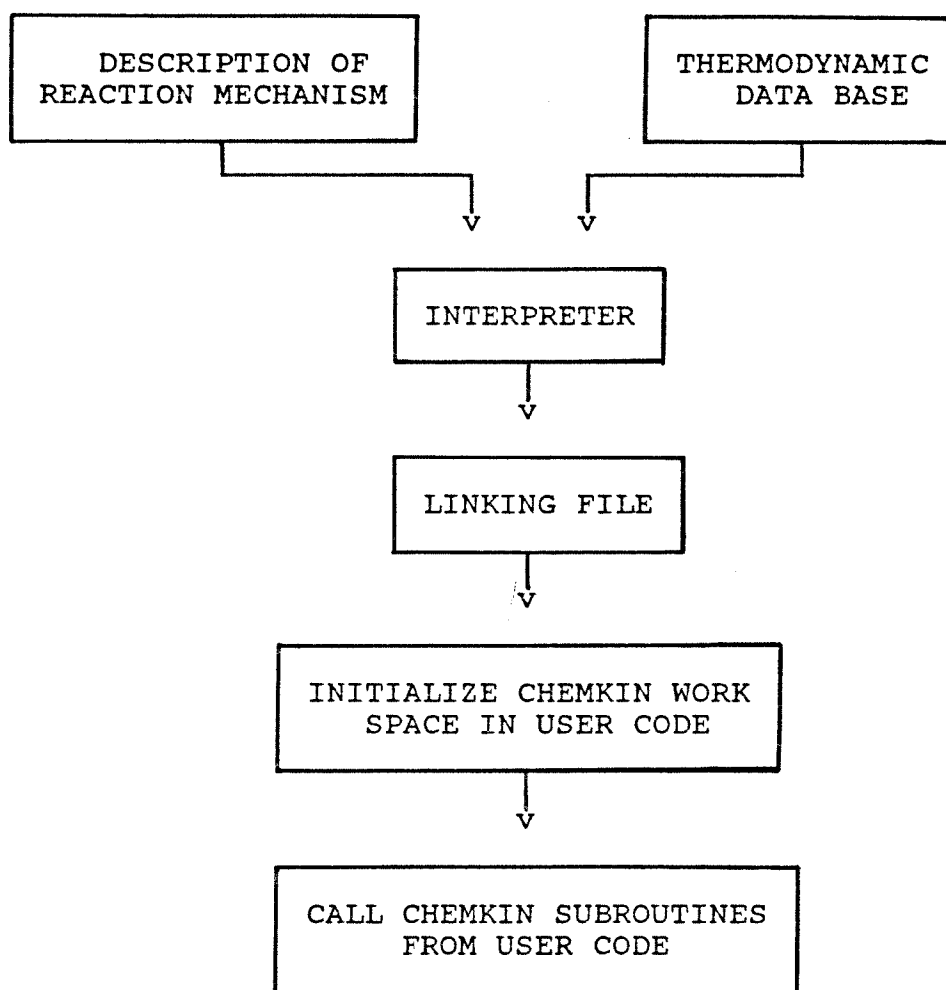 DESCRIPTION OF
REACTION MECHANISM
THERMODYNAMIC
DATA BASE
INTERPRETER
LINKING FILE
INITIALIZE CHEMKIN WORK
SPACE IN USER CODE
CALL CHEMKIN SUBROUTINES
FROM USER CODE